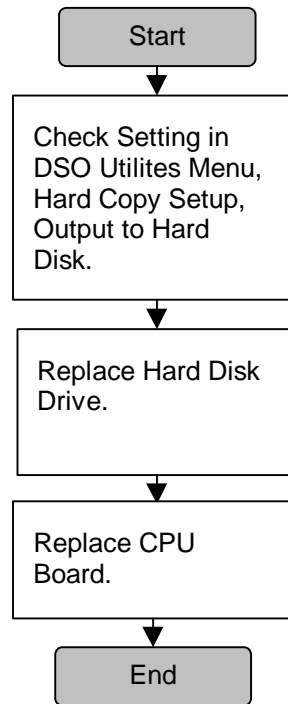 Start
Check Setting in
DSO Utilites Menu,
Hard Copy Setup,
Output to Hard
Disk.
Replace Hard Disk
Drive.
Replace CPU
Board.
End